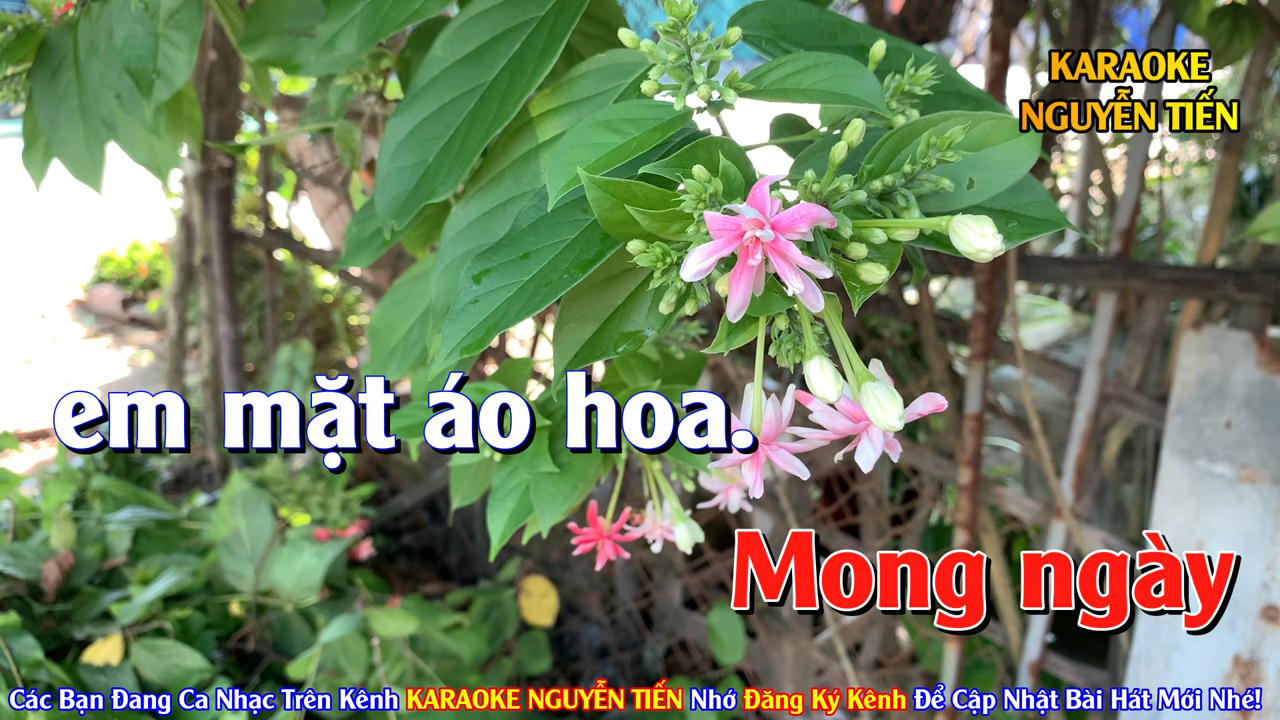 KARAOKE
NGUYỄN TIẾN
em mặt áo hoa.
Mong ngày
Các Bạn Đang Ca Nhạc Trên Kênh KARAOKE NGUYỄN TIẾN Nhớ Đăng Ký Kênh Để Cập Nhật Bài Hát Mới Nhé!